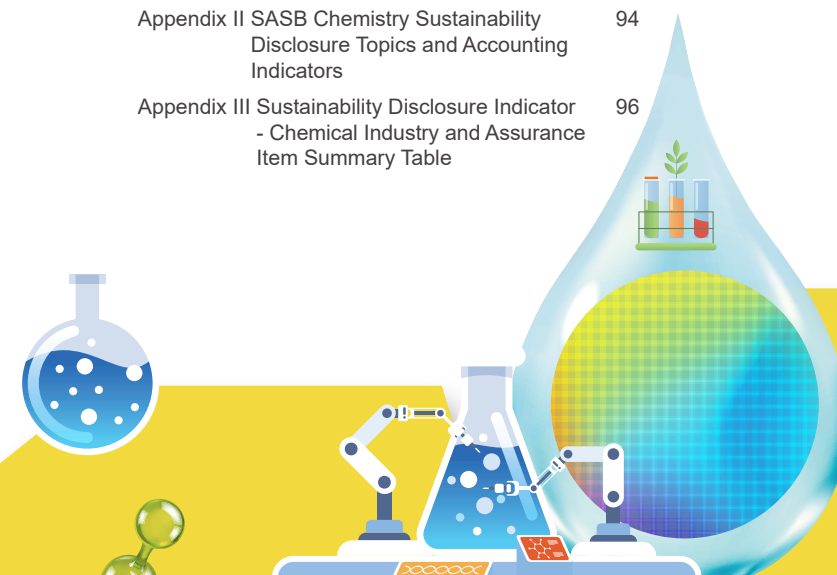 Appendix II SASB Chemistry Sustainability 94
Disclosure Topics and Accounting
Indicators
Appendix III Sustainability Disclosure Indicator 96
- Chemical Industry and Assurance
Item Summary Table